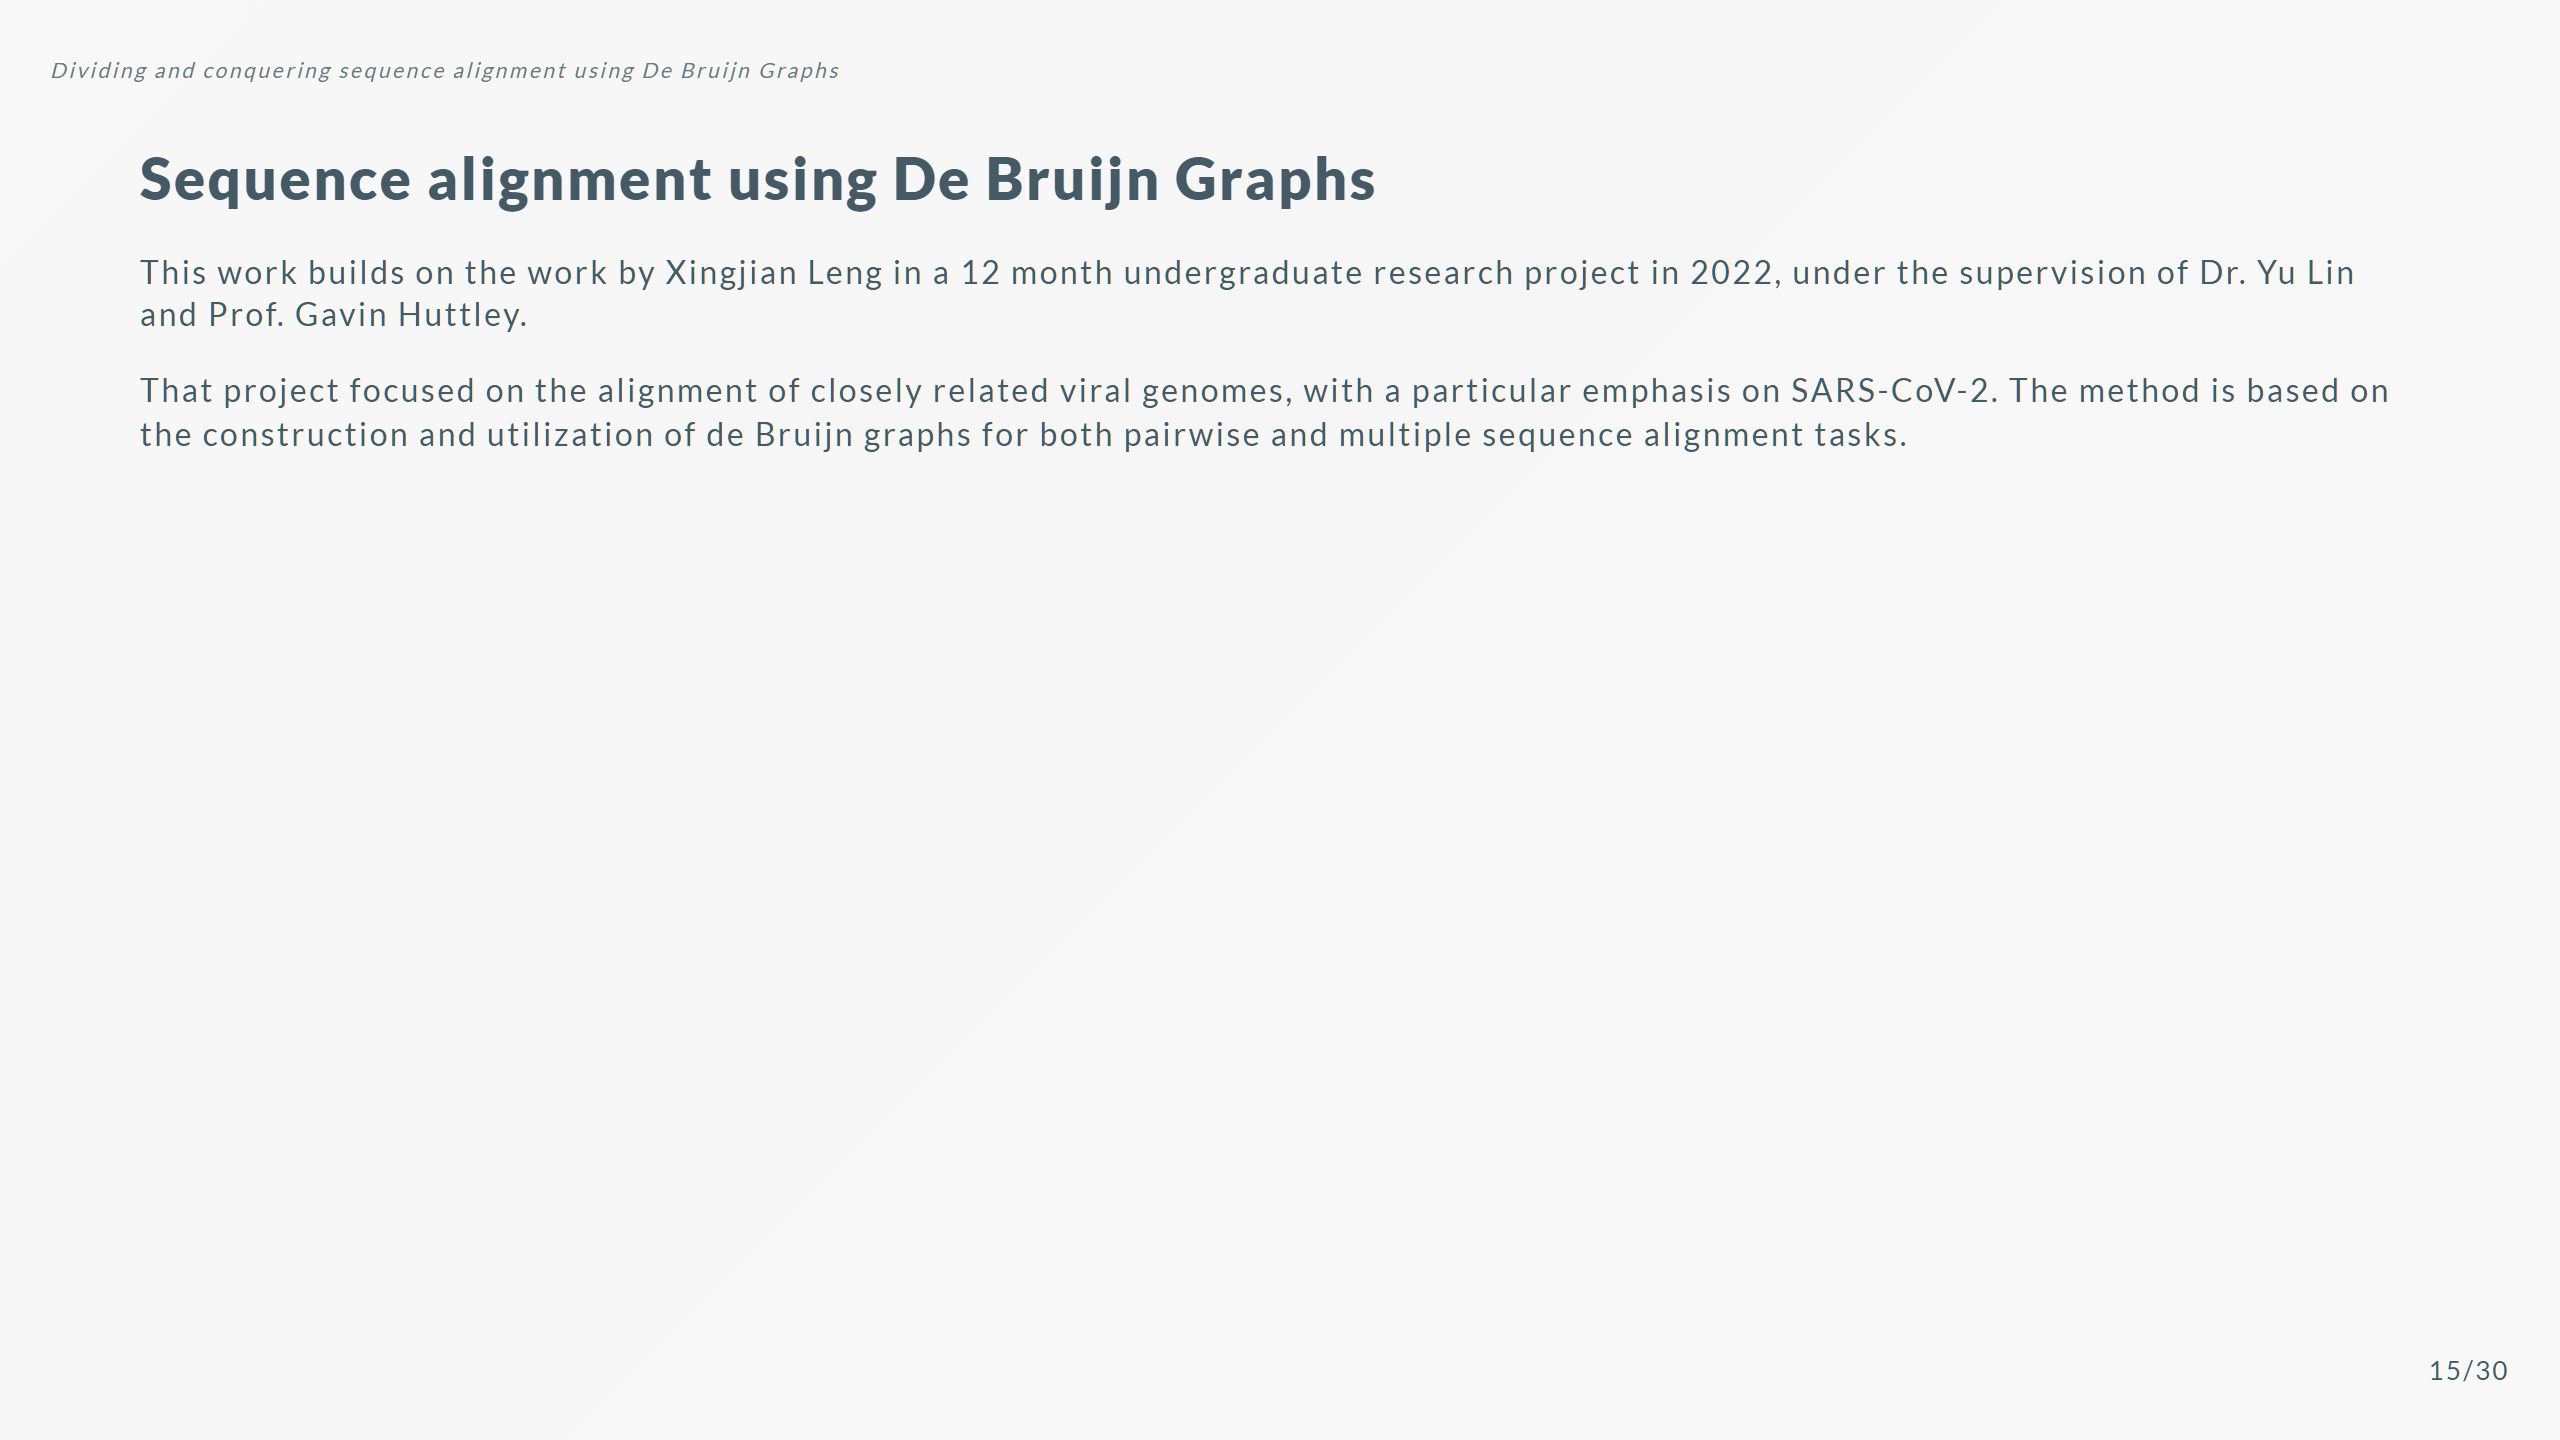 Dividing and conquering sequence alignment using De Bruijn Graphs
Sequence alignment using De Bruijn Graphs
This work builds on the work by Xingjian Leng in a 12 month undergraduate research project in 2022, under the supervision of Dr. Yu Lin
and Prof. Gavin Huttley.
That project focused on the alignment of closely related viral genomes, with a particular emphasis on SARS-CoV-2. The method is based on
the construction and utilization of de Bruijn graphs for both pairwise and multiple sequence alignment tasks.
15/30